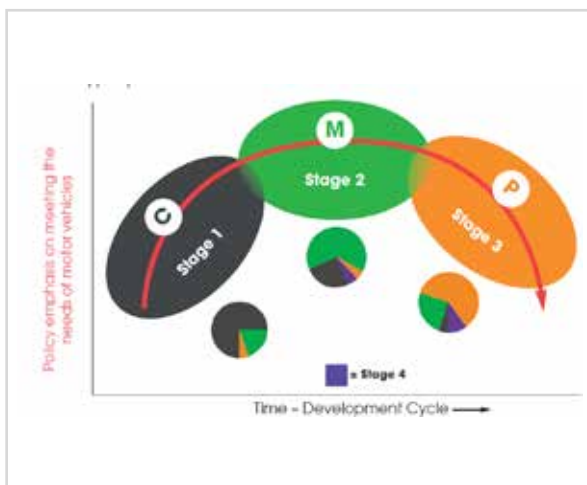 M
Stage 2
C
Stage 1
P
Stage 3
Policy emphasis on meeting the
needs of motor vehicles
= Stage 4
Time – Development Cycle